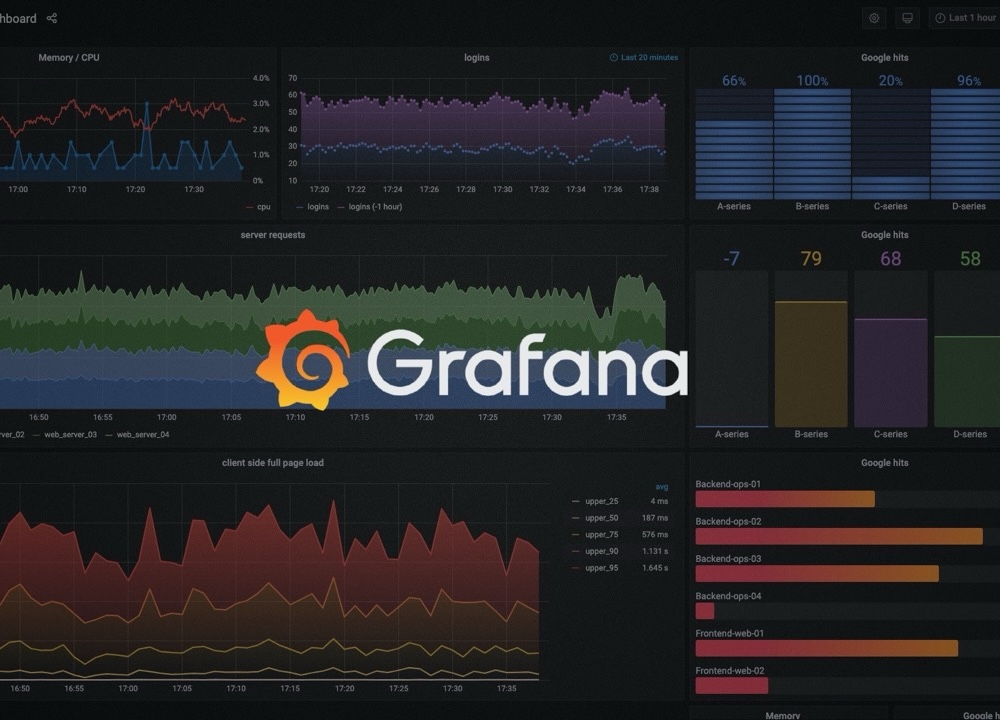 hboard
Last 1 hour
Memory / CPU
4.0%
3.0%
2.0%
1.0%
0%
17:00 17:10 17:20 17:30
cpu
logins
Last 20 minutes
70
60
50
40
30
20
10
17:20 17:22 17:24 17:26 17:28 17:30 17:32 17:34 17:36 17:38
logins logins (-1 hour)
Google hits
66% 100% 20% 96%
A-series B-series C-series D-series
server requests
16:50 16:55 17:00 17:05 17:10 17:15 17:20 17:25 17:30 17:35
ver_02 web_server_03 web_server_04
Grafana
Google hits
-7 79 68 58
A-series B-series C-series D-series
client side full page load
avg
upper_25 4 ms
upper_50 187 ms
upper_75 576 ms
upper_90 1.131 s
upper_95 1.645 s
16:50 16:55 17:00 17:05 17:10 17:15 17:20 17:25 17:30 17:35
Google hits
Backend-ops-01
Backend-ops-02
Backend-ops-03
Backend-ops-04
Frontend-web-01
Frontend-web-02
Memory
Google h